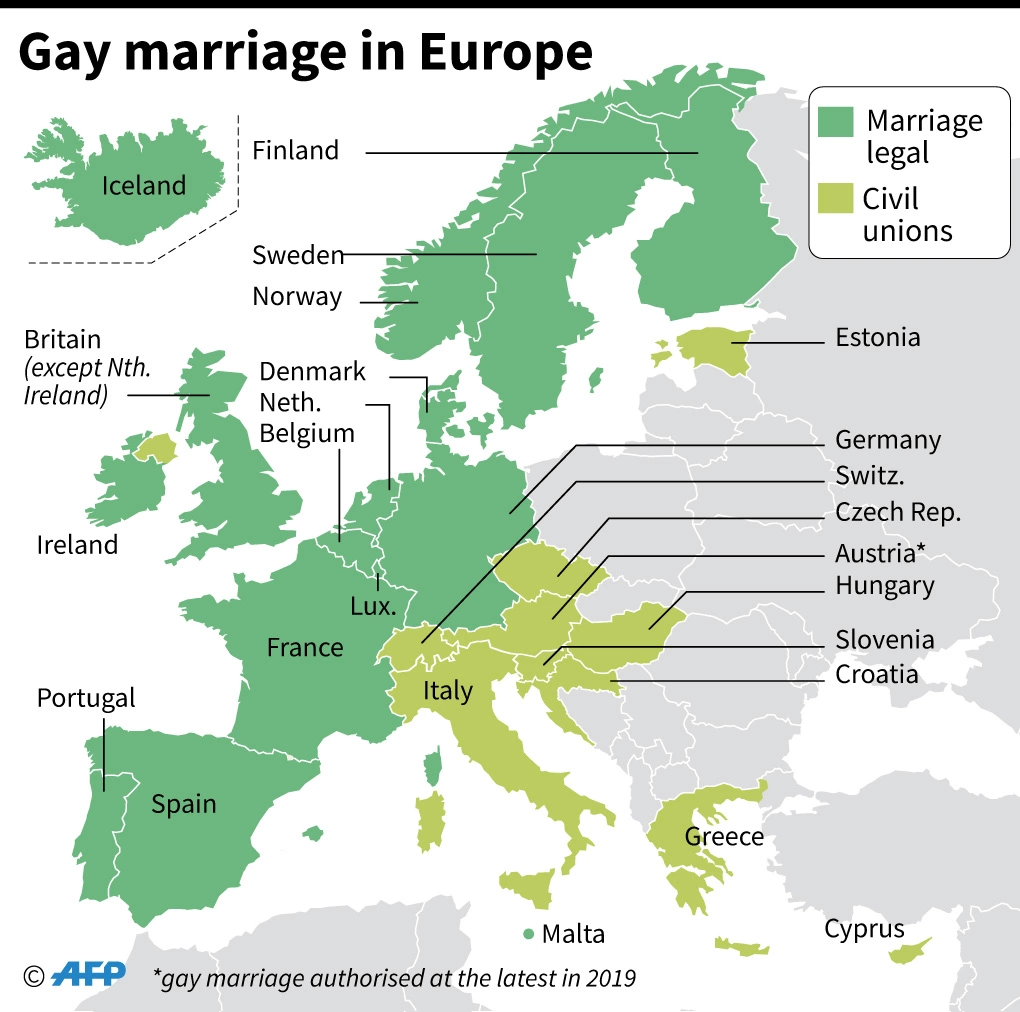 Gay marriage in Europe
Marriage
legal
Civil
unions
Iceland
Finland
Sweden
Norway
Britain
(except Nth.
Ireland)
Denmark
Neth.
Belgium
Estonia
Germany
Switz.
Czech Rep.
Austria*
Hungary
Slovenia
Croatia
Ireland
Lux.
France
Italy
Portugal
Spain
Greece
Malta
Cyprus
© AFP
*gay marriage authorised at the latest in 2019